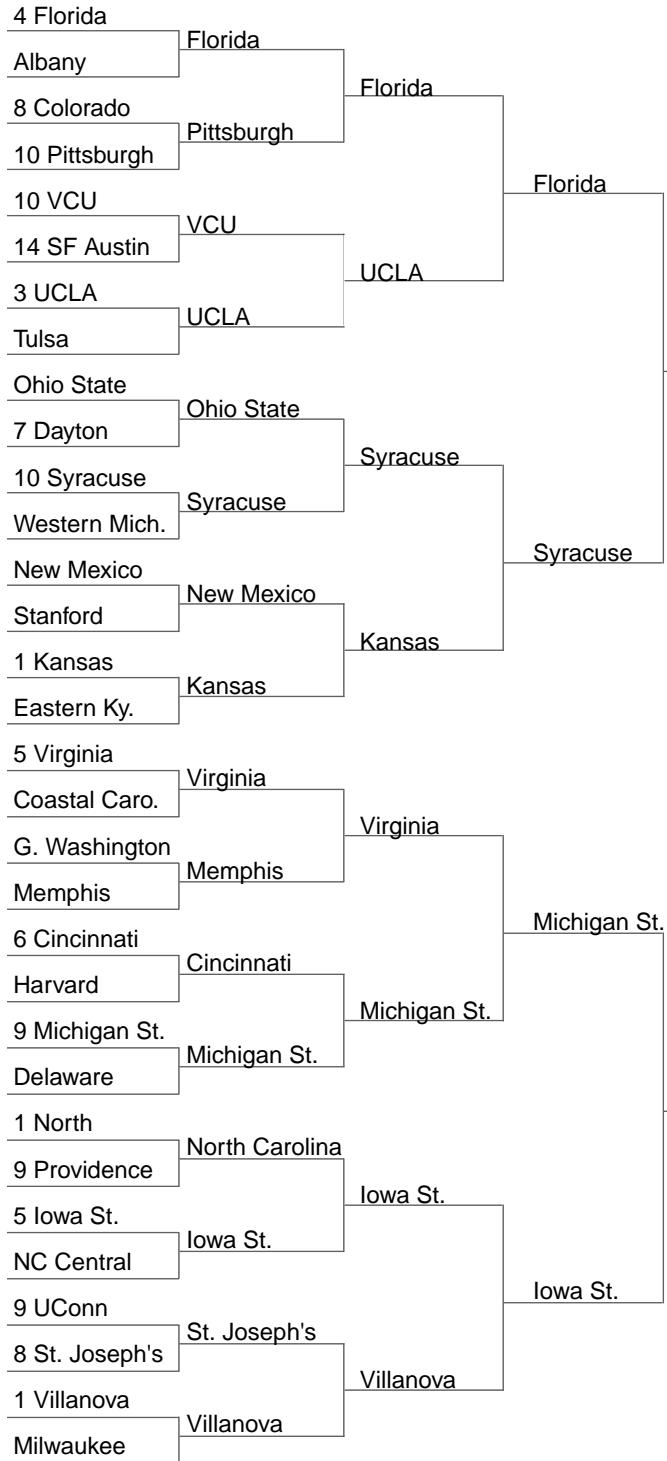 4 Florida
Albany
8 Colorado
10 Pittsburgh
10 VCU
14 SF Austin
3 UCLA
Tulsa
Ohio State
7 Dayton
10 Syracuse
Western Mich.
New Mexico
Stanford
1 Kansas
Eastern Ky.
5 Virginia
Coastal Caro.
G. Washington
Memphis
6 Cincinnati
Harvard
9 Michigan St.
Delaware
1 North
9 Providence
5 Iowa St.
NC Central
9 UConn
8 St. Joseph's
1 Villanova
Milwaukee
Florida
Pittsburgh
VCU
UCLA
Ohio State
Syracuse
New Mexico
Kansas
Virginia
Memphis
Cincinnati
Michigan St.
North Carolina
Iowa St.
St. Joseph's
Villanova
Florida
UCLA
Syracuse
Kansas
Virginia
Michigan St.
Iowa St.
Villanova
Florida
Syracuse
Michigan St.
Iowa St.